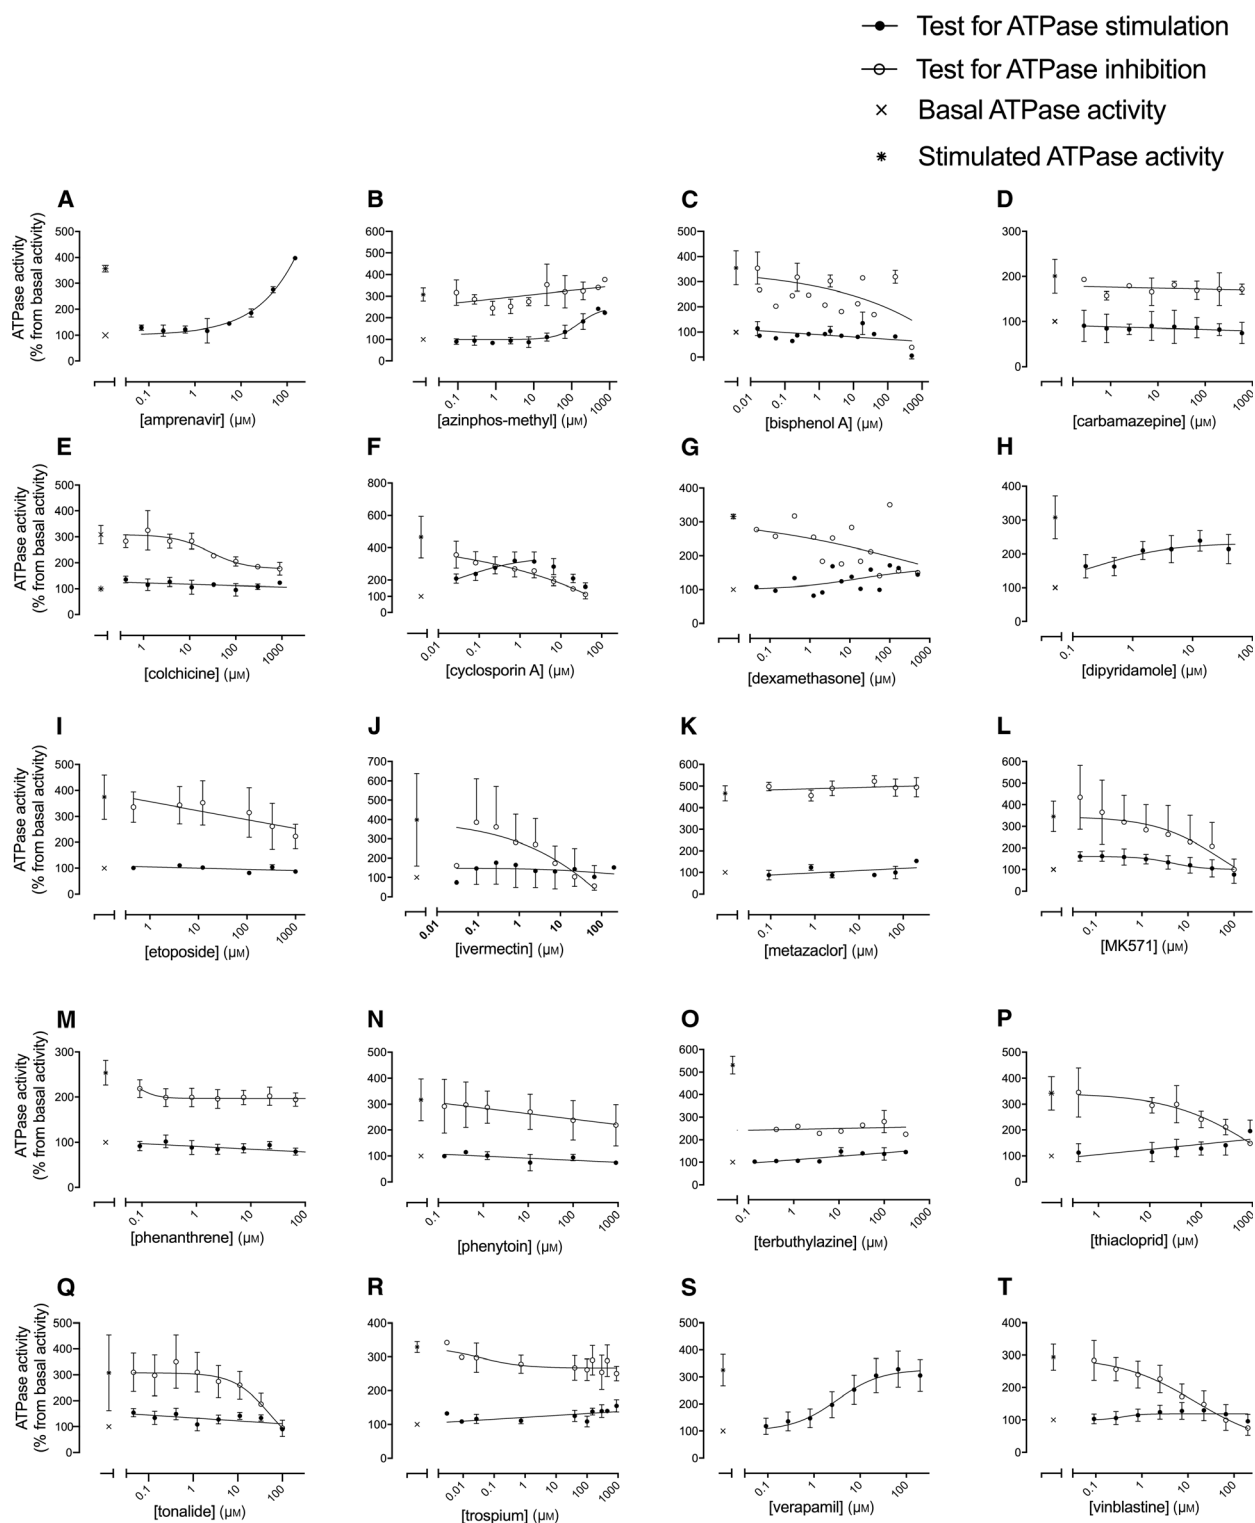 Test for ATPase stimulation
Test for ATPase inhibition
Basal ATPase activity
Stimulated ATPase activity
A B C D
ATPase activity
(% from basal activity)
500 400 300 200 100 0
600 500 400 300 200 100 0
500 400 300 200 100 0
300 200 100 0
0.1 1 10 100
0.1 1 10 100 1000
0.01 0.1 1 10 100 1000
1 10 100 1000
[amprenavir] (µM)
[azinphos-methyl] (µM)
[bisphenol A] (µM)
[carbamazepine] (µM)
E F G H
ATPase activity
(% from basal activity)
500 400 300 200 100 0
800 600 400 300 200 100 0
400 300 200 100 0
400 300 200 100 0
1 10 100 1000
0.01 0.1 1 10 100
0.1 1 10 100 1000
0.1 1 10 100
[colchicine] (µM)
[cyclosporin A] (µM)
[dexamethasone] (µM)
[dipyridamole] (µM)
I J K L
ATPase activity
(% from basal activity)
500 400 300 200 100 0
700 600 500 400 300 200 100 0
600 500 400 300 200 100 0
600 500 400 300 200 100 0
1 10 100 1000
0.01 0.1 1 10 100
0.1 1 10 100
0.1 1 10 100
[etoposide] (µM)
[ivermectin] (µM)
[metazaclor] (µM)
[MK571] (µM)
M N O P
ATPase activity
(% from basal activity)
300 200 100 0
500 400 300 200 100 0
600 500 400 300 200 100 0
500 400 300 200 100 0
0.1 1 10 100
0.1 1 10 100 1000
0.1 1 10 100 1000
1 10 100 1000
[phenanthrene] (µM)
[phenytoin] (µM)
[terbuthylazine] (µM)
[thiacloprid] (µM)
Q R S T
ATPase activity
(% from basal activity)
500 400 300 200 100 0
400 300 200 100 0
500 400 300 200 100 0
400 300 200 100 0
0.1 1 10 100
0.01 0.1 1 10 100 1000
0.1 1 10 100
0.1 1 10 100
[tonalide] (µM)
[trospium] (µM)
[verapamil] (µM)
[vinblastine] (µM)